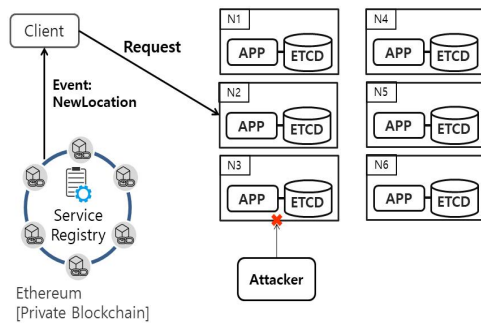 Client
Request
Event:
NewLocation
Service
Registry
Ethereum
[Private Blockchain]
N1
APP
ETCD
N4
APP
ETCD
N2
APP
ETCD
N5
APP
ETCD
N3
APP
ETCD
N6
APP
ETCD
Attacker